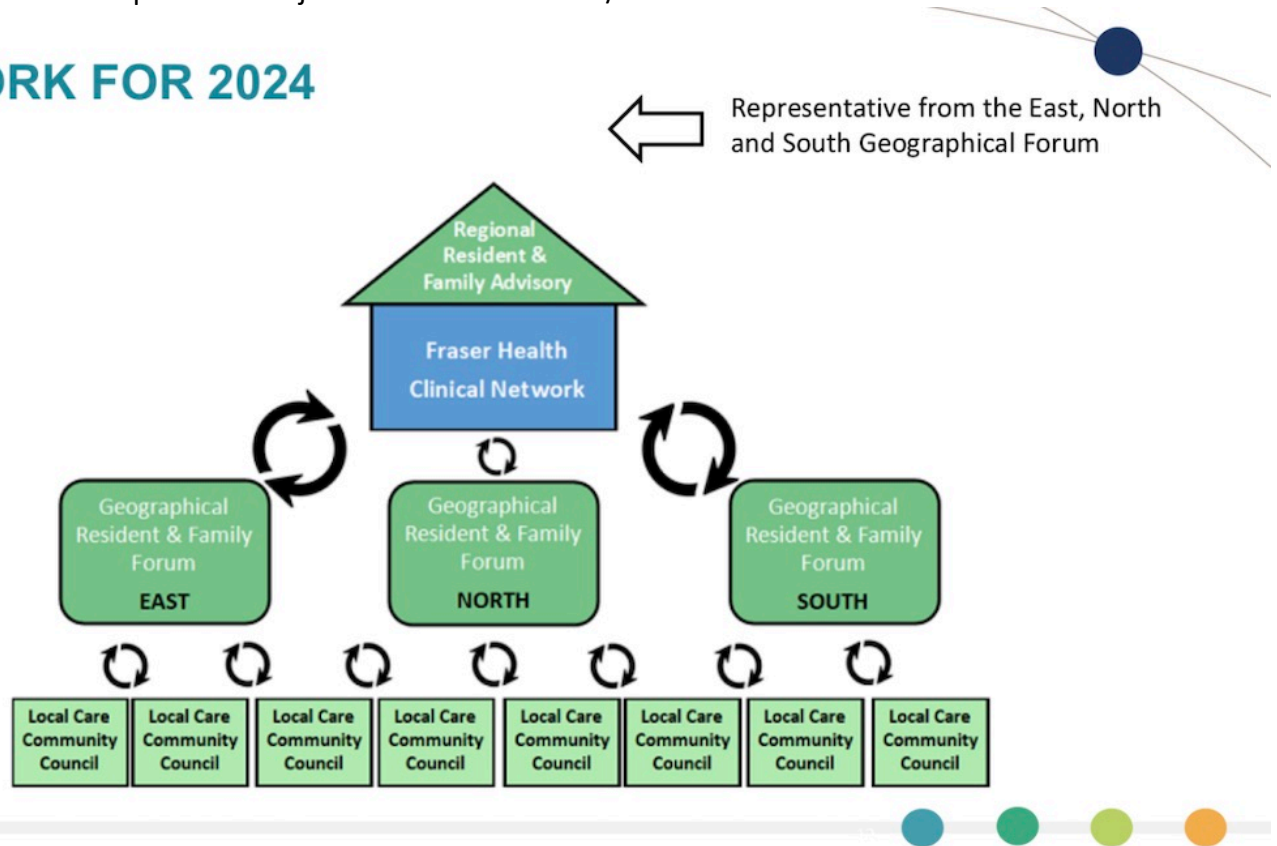 ORK FOR 2024
Representative from the East, North
and South Geographical Forum
Regional
Resident &
Family Advisory
Fraser Health
Clinical Network
Geographical
Resident & Family
Forum
EAST
Geographical
Resident & Family
Forum
NORTH
Geographical
Resident & Family
Forum
SOUTH
Local Care
Community
Council
Local Care
Community
Council
Local Care
Community
Council
Local Care
Community
Council
Local Care
Community
Council
Local Care
Community
Council
Local Care
Community
Council
Local Care
Community
Council